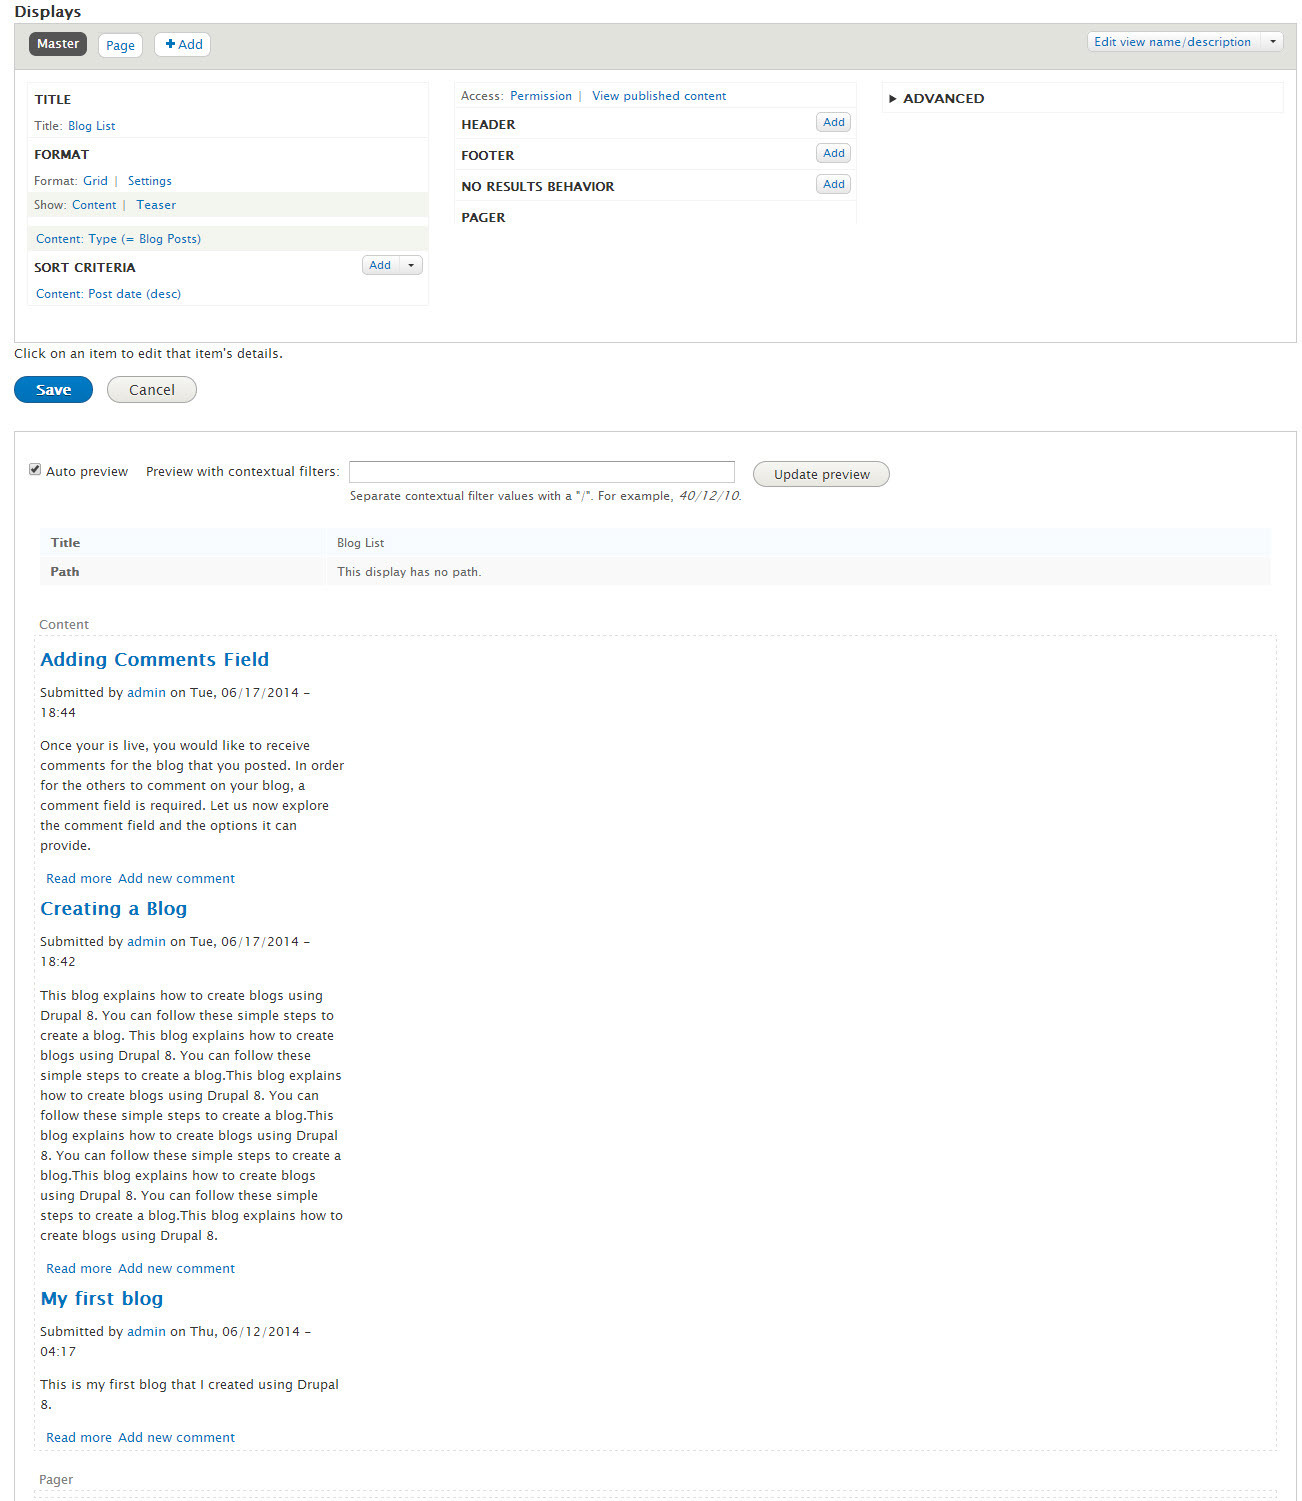 Displays
Master Page + Add Edit view name/description
TITLE
Title: Blog List
FORMAT
Format: Grid | Settings
Show: Content | Teaser
Content: Type (= Blog Posts)
SORT CRITERIA Add
Content: Post date (desc)
Access: Permission | View published content
HEADER Add
FOOTER Add
NO RESULTS BEHAVIOR Add
PAGER
ADVANCED
Click on an item to edit that item's details.
Save Cancel
Auto preview Preview with contextual filters: Update preview
Separate contextual filter values with a "/". For example, 40/12/10.
Title Blog List
Path This display has no path.
Content
Adding Comments Field
Submitted by admin on Tue, 06/17/2014 -
18:44
Once your is live, you would like to receive
comments for the blog that you posted. In order
for the others to comment on your blog, a
comment field is required. Let us now explore
the comment field and the options it can
provide.
Read more Add new comment
Creating a Blog
Submitted by admin on Tue, 06/17/2014 -
18:42
This blog explains how to create blogs using
Drupal 8. You can follow these simple steps to
create a blog. This blog explains how to create
blogs using Drupal 8. You can follow these
simple steps to create a blog.This blog explains
how to create blogs using Drupal 8. You can
follow these simple steps to create a blog.This
blog explains how to create blogs using Drupal
8. You can follow these simple steps to create a
blog.This blog explains how to create blogs
using Drupal 8. You can follow these simple
steps to create a blog.This blog explains how to
create blogs using Drupal 8.
Read more Add new comment
My first blog
Submitted by admin on Thu, 06/12/2014 -
04:17
This is my first blog that I created using Drupal
8.
Read more Add new comment
Pager